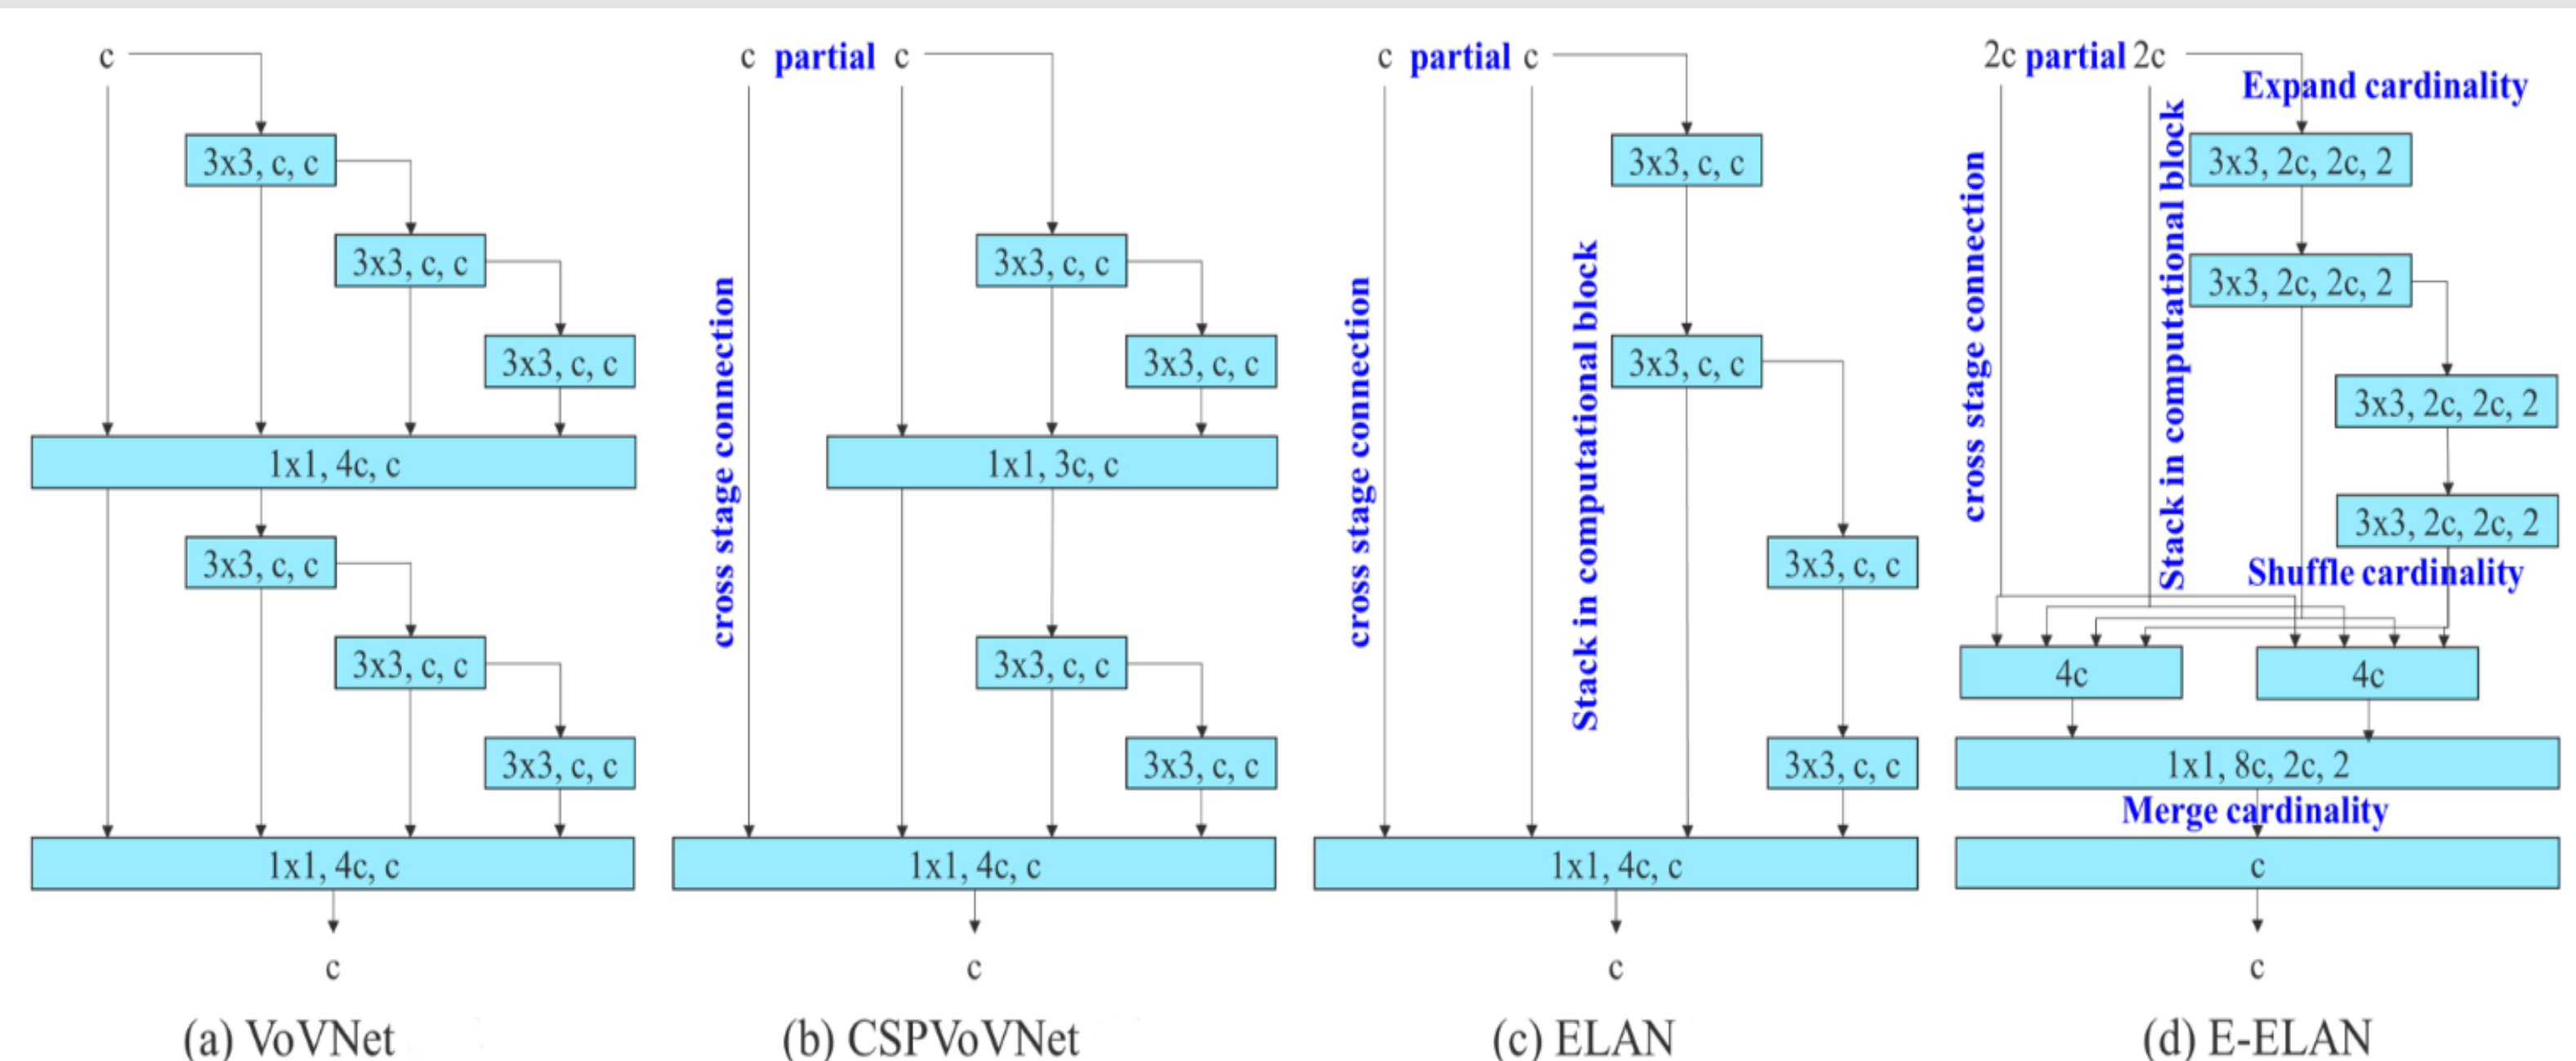 c
3x3, c, c
3x3, c, c
3x3, c, c
1x1, 4c, c
3x3, c, c
3x3, c, c
3x3, c, c
1x1, 4c, c
c
(a) VoVNet
c partial c
cross stage connection
3x3, c, c
3x3, c, c
1x1, 3c, c
3x3, c, c
3x3, c, c
1x1, 4c, c
c
(b) CSPVoVNet
c partial c
cross stage connection
Stack in computational block
3x3, c, c
3x3, c, c
3x3, c, c
3x3, c, c
1x1, 4c, c
c
(c) ELAN
2c partial 2c
Expand cardinality
cross stage connection
Stack in computational block
3x3, 2c, 2c, 2
3x3, 2c, 2c, 2
3x3, 2c, 2c, 2
3x3, 2c, 2c, 2
Shuffle cardinality
4c
4c
1x1, 8c, 2c, 2
Merge cardinality
c
c
(d) E-ELAN